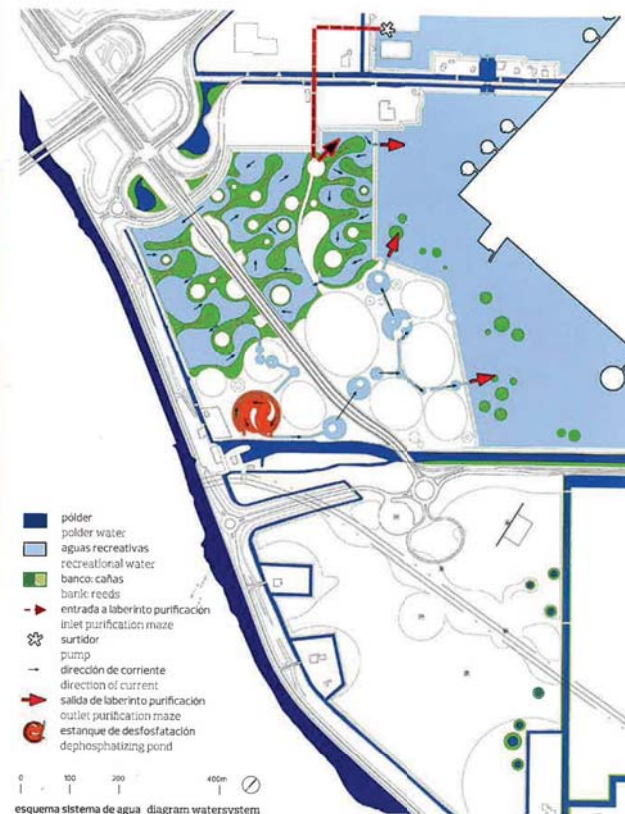 pólder
polder water
aguas recreativas
recreational water
banco: cañas
bank: reeds
entrada a laberinto purificación
inlet purification maze
surtidor
pump
dirección de corriente
direction of current
salida de laberinto purificación
outlet purification maze
estanque de desfosfatación
dephosphatizing pond
0 100 200 400m
esquema sistema de agua diagram watersystem